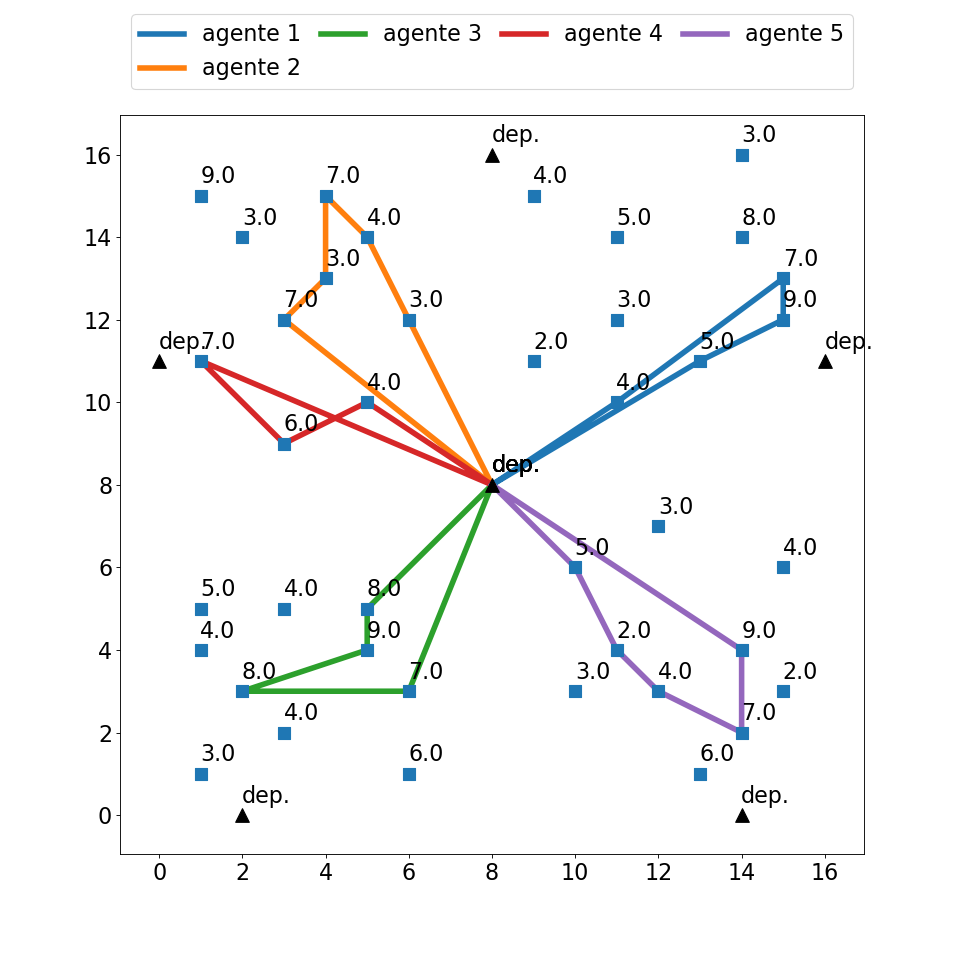 agente 1 agente 3 agente 4 agente 5
agente 2
dep. 3.0
16
9.0 7.0 4.0
3.0 4.0 5.0 8.0
14
3.0 7.0
7.0 3.0 3.0 9.0
12
dep. 7.0 2.0 5.0 dep.
4.0 4.0
10
6.0
dep. dep.
8
3.0
5.0 4.0
6
5.0 4.0 8.0
4.0 9.0 2.0 9.0
4
8.0 7.0 3.0 4.0 2.0
4.0 7.0
2
3.0 6.0 6.0
dep. dep.
0
0 2 4 6 8 10 12 14 16